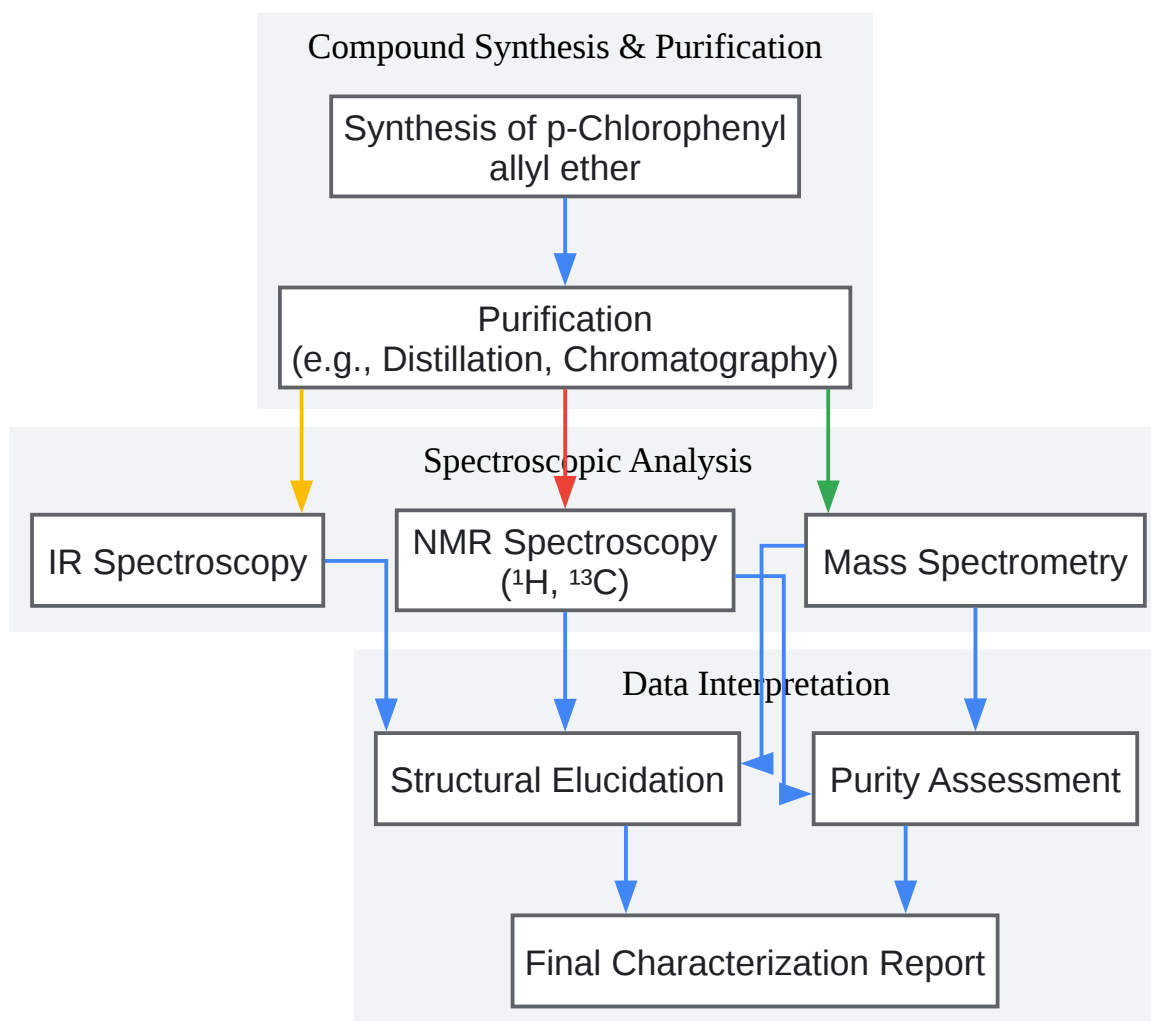 Compound Synthesis & Purification
Synthesis of p-Chlorophenyl
allyl ether
Purification
(e.g., Distillation, Chromatography)
Spectroscopic Analysis
IR Spectroscopy
NMR Spectroscopy
(¹H, ¹³C)
Mass Spectrometry
Data Interpretation
Structural Elucidation
Purity Assessment
Final Characterization Report